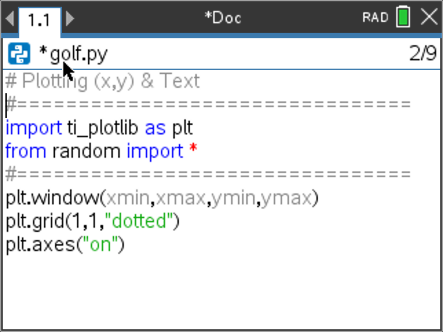 1.1 *Doc RAD
*golf.py 2/9
# Plotting (x,y) & Text
#================================
import ti_plotlib as plt
from random import *
#================================
plt.window(xmin,xmax,ymin,ymax)
plt.grid(1,1,"dotted")
plt.axes("on")